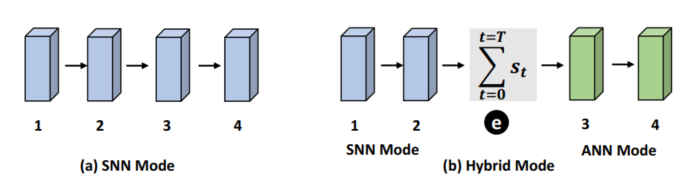 t=T
∑ s_t
t=0
1 2 3 4
1 2 e 3 4
SNN Mode ANN Mode
(a) SNN Mode (b) Hybrid Mode